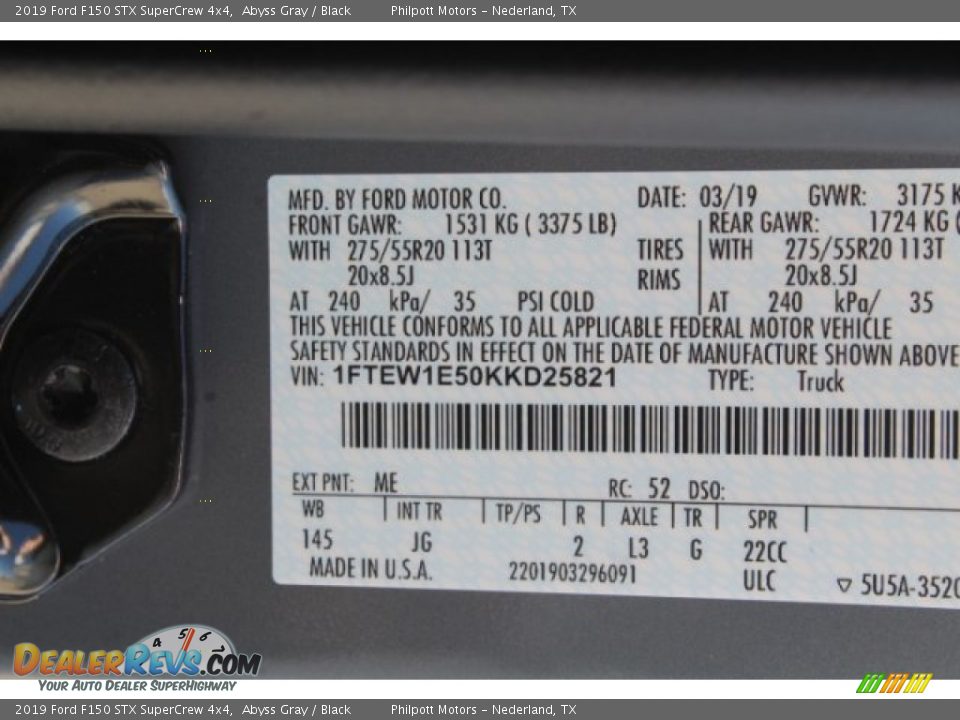 2019 Ford F150 STX SuperCrew 4x4, Abyss Gray / Black Philpott Motors – Nederland, TX
MFD. BY FORD MOTOR CO. DATE: 03/19 GVWR: 3175 K
FRONT GAWR: 1531 KG ( 3375 LB) REAR GAWR: 1724 KG (
WITH 275/55R20 113T TIRES WITH 275/55R20 113T
20x8.5J RIMS 20x8.5J
AT 240 kPa/ 35 PSI COLD AT 240 kPa/ 35
THIS VEHICLE CONFORMS TO ALL APPLICABLE FEDERAL MOTOR VEHICLE
SAFETY STANDARDS IN EFFECT ON THE DATE OF MANUFACTURE SHOWN ABOVE
VIN: 1FTEW1E50KKD25821 TYPE: Truck
EXT PNT: ME RC: 52 DSO:
WB INT TR TP/PS R AXLE TR SPR
145 JG 2 L3 G 22CC
MADE IN U.S.A. 2201903296091 ULC ▽ 5U5A-3520
4 5 6
DEALERREVS.COM
YOUR AUTO DEALER SUPERHIGHWAY
2019 Ford F150 STX SuperCrew 4x4, Abyss Gray / Black Philpott Motors – Nederland, TX